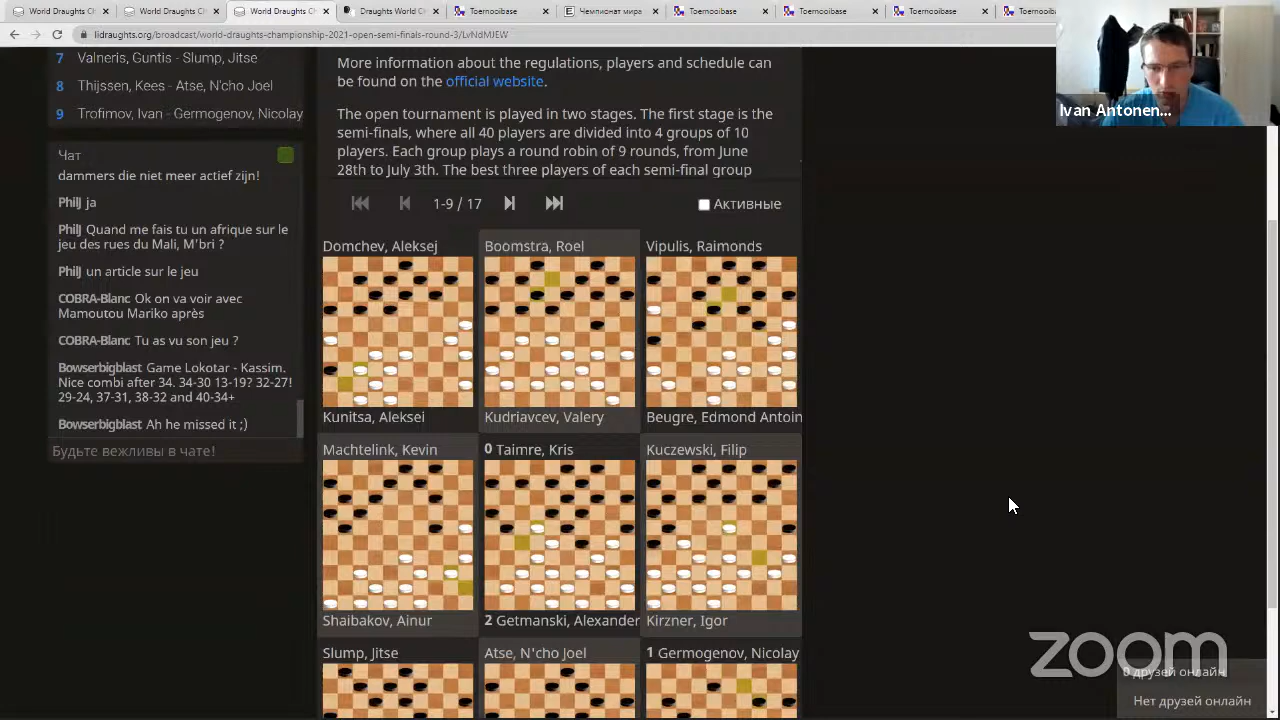 World Draughts Ch
World Draughts Ch
World Draughts Ch
Draughts World Ch
Toernooibase
Чемпионат мира
Toernooibase
Toernooibase
Toernooibase
lidraughts.org/broadcast/world-draughts-championship-2021-open-semi-finals-round-3/
7 Valneris, Guntis - Slump, Jitse
8 Thijssen, Kees - Atse, N'cho Joel
9 Trofimov, Ivan - Germogenov, Nicolay
Чат
dammers die niet meer actief zijn!
PhilJ ja
PhilJ Quand me fais tu un afrique sur le
jeu des rues du Mali, M'bri ?
PhilJ un article sur le jeu
COBRA-Blanc Ok on va voir avec
Mamoutou Mariko après
COBRA-Blanc Tu as vu son jeu ?
Bowserbigblast Game Lokotar - Kassim.
Nice combi after 34. 34-30 13-19? 32-27!
29-24, 37-31, 38-32 and 40-34+
Bowserbigblast Ah he missed it ;)
Будьте вежливы в чате!
More information about the regulations, players and schedule can
be found on the official website.
The open tournament is played in two stages. The first stage is the
semi-finals, where all 40 players are divided into 4 groups of 10
players. Each group plays a round robin of 9 rounds, from June
28th to July 3th. The best three players of each semi-final group
1-9 / 17
Активные
Domchev, Aleksej
Boomstra, Roel
Vipulis, Raimonds
Kunitsa, Aleksei
Kudriavcev, Valery
Beugre, Edmond Antoin
Machtelink, Kevin
0 Taimre, Kris
Kuczewski, Filip
Shaibakov, Ainur
2 Getmanski, Alexander
Kirzner, Igor
Slump, Jitse
Atse, N'cho Joel
1 Germogenov, Nicolay
Ivan Antonen...
zoom
0 друзей онлайн
Нет друзей онлайн